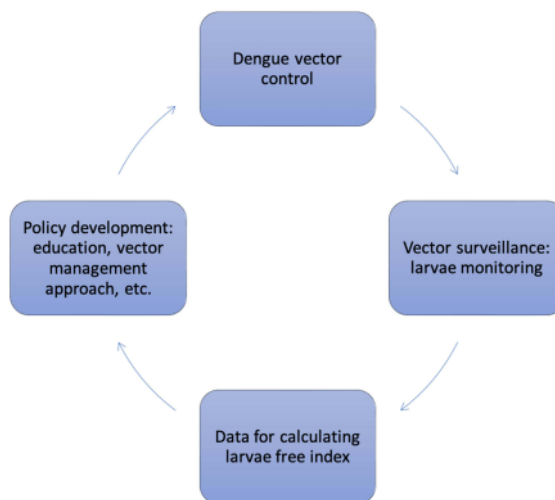 Dengue vector
control
Policy development:
education, vector
management
approach, etc.
Vector surveillance:
larvae monitoring
Data for calculating
larvae free index